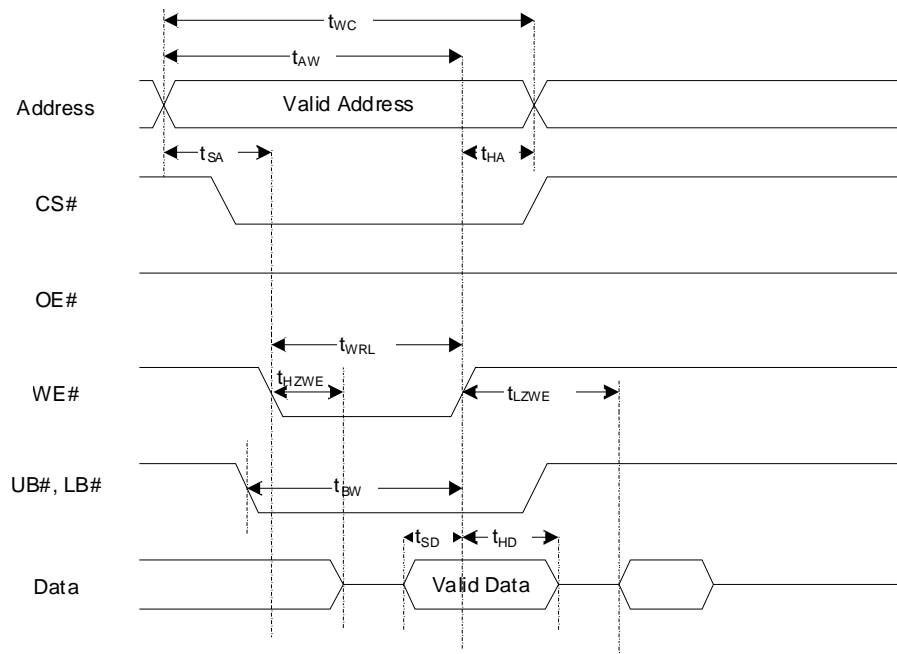 tWC
tAW
Address
Valid Address
tSA
tHA
CS#
OE#
tWRL
WE#
tHZWE
tLZWE
UB#, LB#
tBW
tSD
tHD
Data
Valid Data